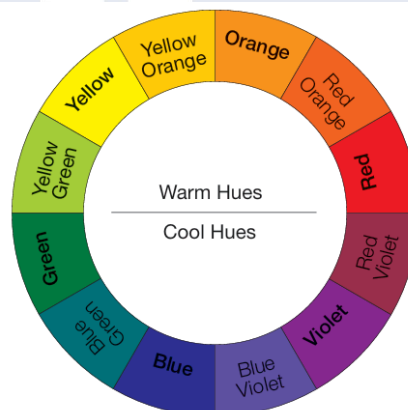 Yellow
Orange
Orange
Red
Orange
Red
Red
Violet
Violet
Blue
Violet
Blue
Blue
Green
Green
Yellow
Green
Yellow
Warm Hues
Cool Hues